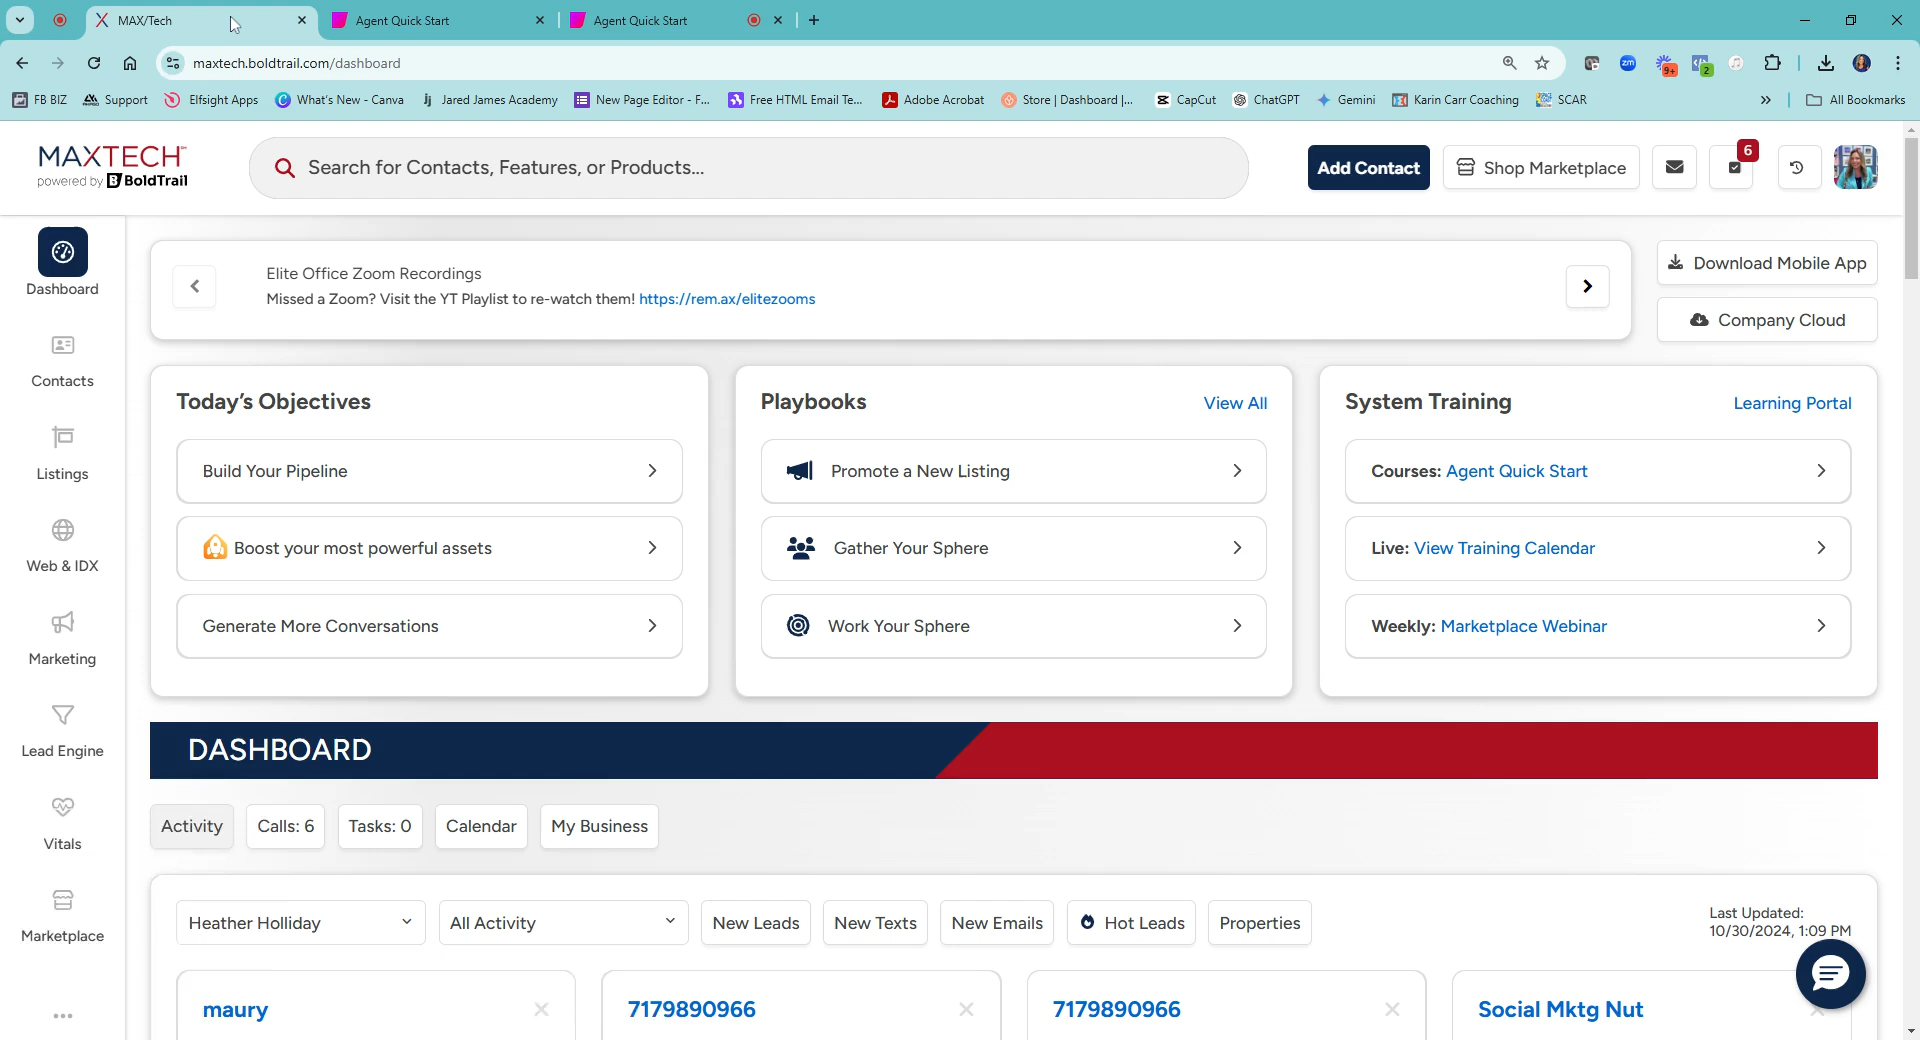 MAX/Tech
Agent Quick Start
Agent Quick Start
maxtech.boldtrail.com/dashboard
zm
9+
2
FB BIZ
Support
Elfsight Apps
What's New - Canva
Jared James Academy
New Page Editor - F...
Free HTML Email Te...
Adobe Acrobat
Store | Dashboard |...
CapCut
ChatGPT
Gemini
Karin Carr Coaching
SCAR
All Bookmarks
MAXTECH
powered by BoldTrail
Search for Contacts, Features, or Products...
Add Contact
Shop Marketplace
6
Dashboard
Contacts
Listings
Web & IDX
Marketing
Lead Engine
Vitals
Marketplace
Elite Office Zoom Recordings
Missed a Zoom? Visit the YT Playlist to re-watch them! https://rem.ax/elitezooms
Download Mobile App
Company Cloud
Today's Objectives
Build Your Pipeline
Boost your most powerful assets
Generate More Conversations
Playbooks
View All
Promote a New Listing
Gather Your Sphere
Work Your Sphere
System Training
Learning Portal
Courses: Agent Quick Start
Live: View Training Calendar
Weekly: Marketplace Webinar
DASHBOARD
Activity
Calls: 6
Tasks: 0
Calendar
My Business
Heather Holliday
All Activity
New Leads
New Texts
New Emails
Hot Leads
Properties
Last Updated:
10/30/2024, 1:09 PM
maury
7179890966
7179890966
Social Mktg Nut